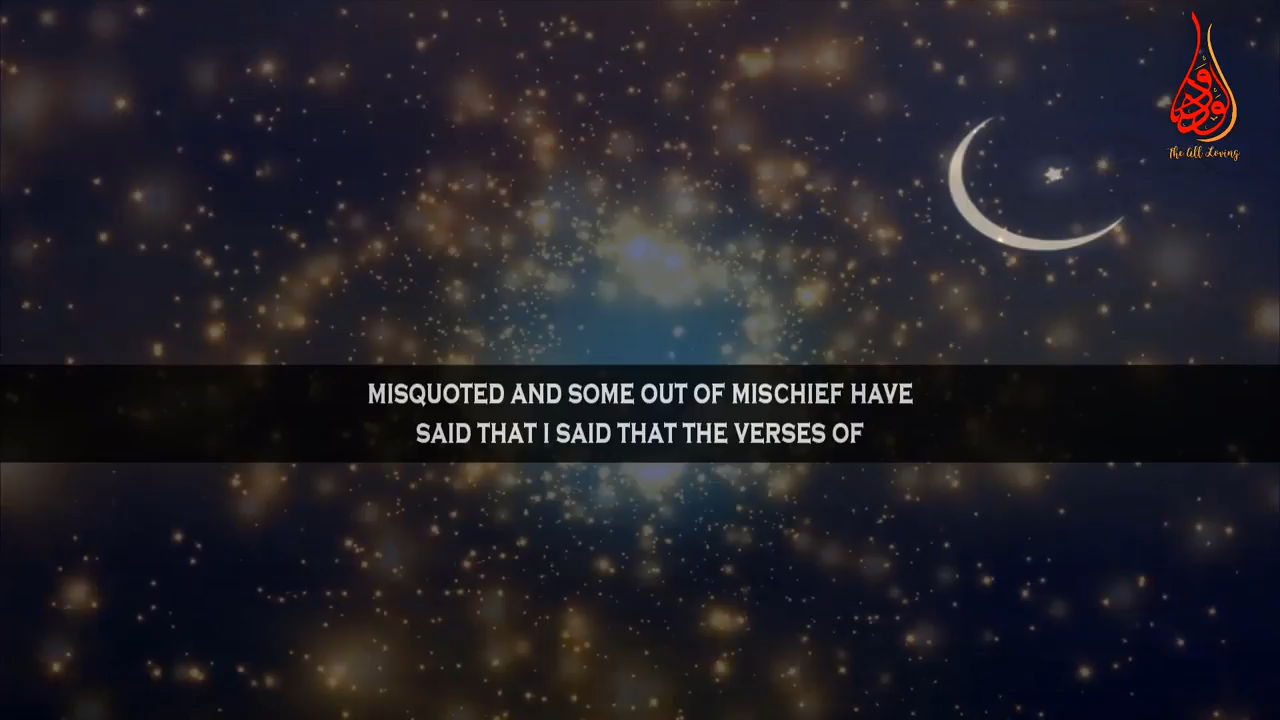 The All Loving
MISQUOTED AND SOME OUT OF MISCHIEF HAVE
SAID THAT I SAID THAT THE VERSES OF